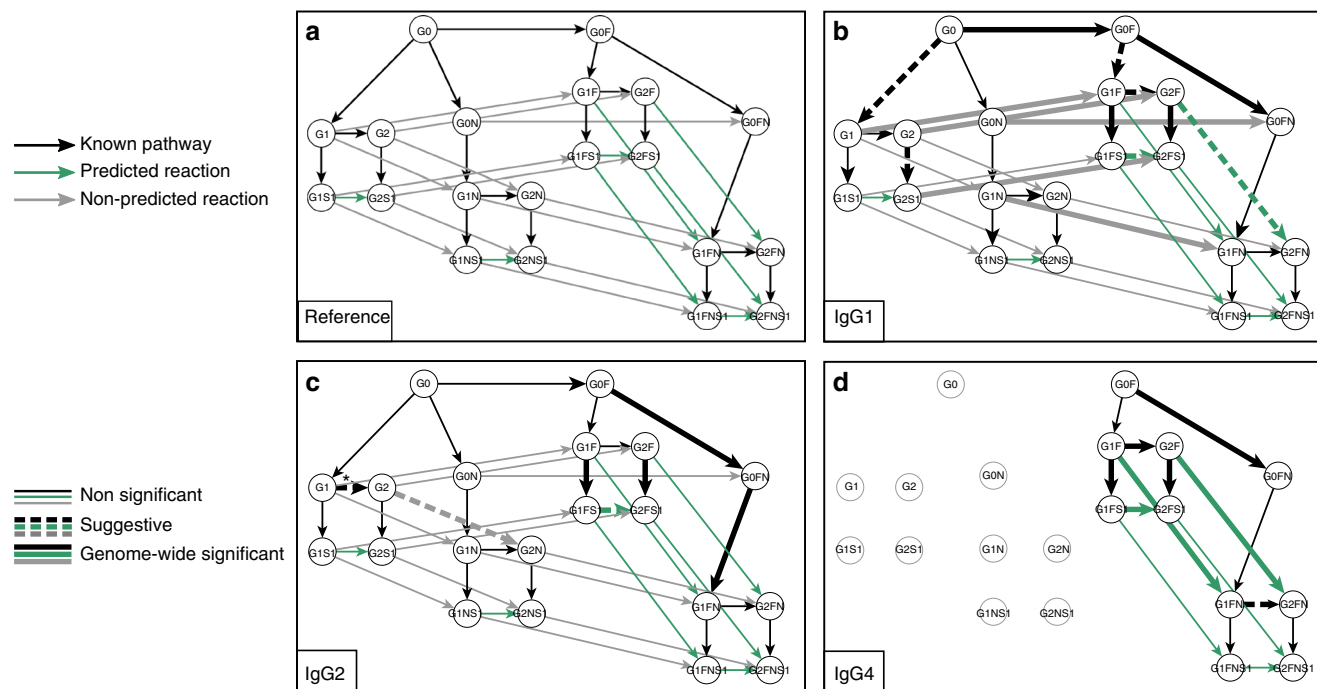 Known pathway
Predicted reaction
Non-predicted reaction
Non significant
Suggestive
Genome-wide significant
a
G0
G0F
G1F
G2F
G0N
G0FN
G1
G2
G1FS1
G2FS1
G1S1
G2S1
G1N
G2N
G1FN
G2FN
G1NS1
G2NS1
G1FNS1
G2FNS1
Reference
b
G0
G0F
G1F
G2F
G0N
G0FN
G1
G2
G1FS1
G2FS1
G1S1
G2S1
G1N
G2N
G1FN
G2FN
G1NS1
G2NS1
G1FNS1
G2FNS1
IgG1
c
G0
G0F
G1F
G2F
G0N
G0FN
*
G1
G2
G1FS1
G2FS1
G1S1
G2S1
G1N
G2N
G1FN
G2FN
G1NS1
G2NS1
G1FNS1
G2FNS1
IgG2
d
G0
G0F
G1F
G2F
G0N
G0FN
G1
G2
G1FS1
G2FS1
G1S1
G2S1
G1N
G2N
G1FN
G2FN
G1NS1
G2NS1
G1FNS1
G2FNS1
IgG4